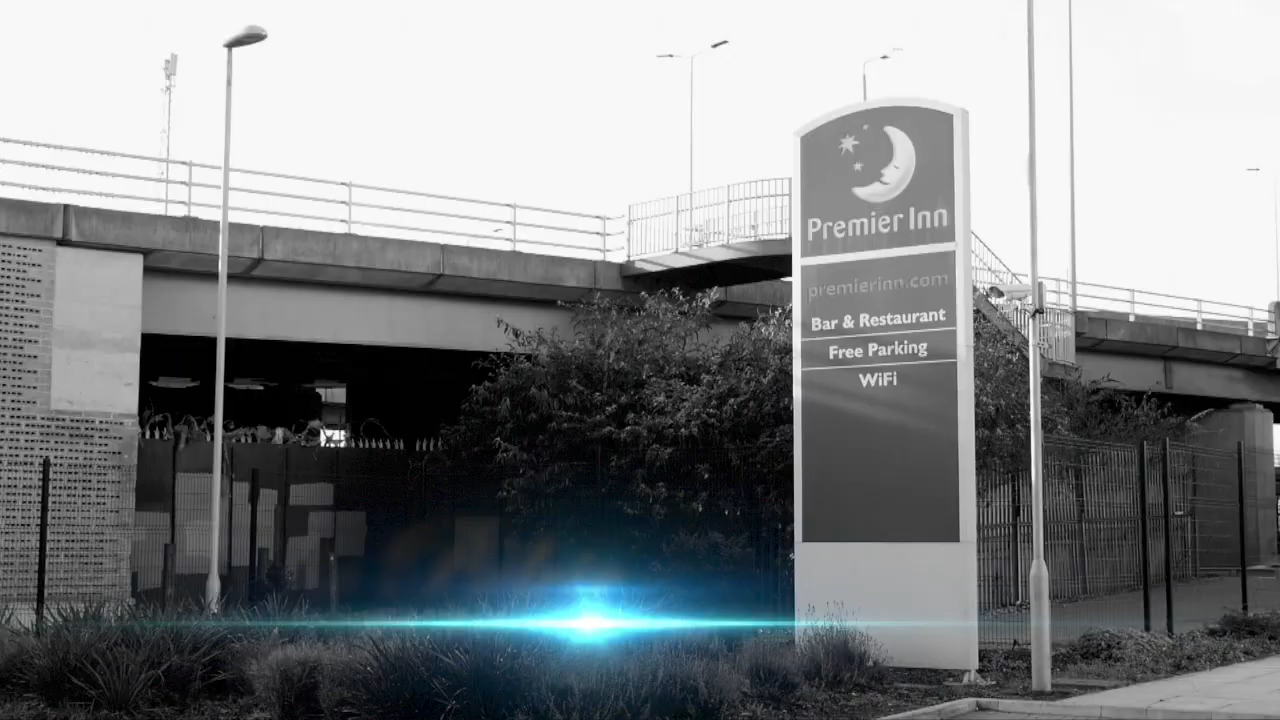 Premier Inn
premierinn.com
Bar & Restaurant
Free Parking
WiFi